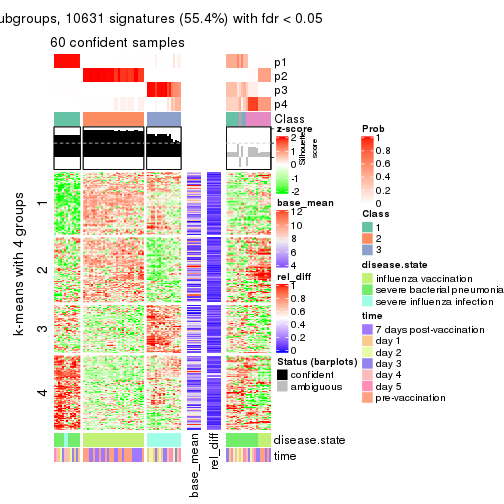 ubgroups, 10631 signatures (55.4%) with fdr < 0.05
60 confident samples
p1
p2
p3
p4
Class
z-score
2
1
0
-1
-2
Silhouette
score
base_mean
12
10
8
6
4
rel_diff
1
0.8
0.6
0.4
0.2
0
Status (barplots)
confident
ambiguous
Prob
1
0.8
0.6
0.4
0.2
0
Class
1
2
3
disease.state
influenza vaccination
severe bacterial pneumonia
severe influenza infection
time
7 days post-vaccination
day 1
day 2
day 3
day 4
day 5
pre-vaccination
k-means with 4 groups
1
2
3
4
disease.state
time
base_mean
rel_diff